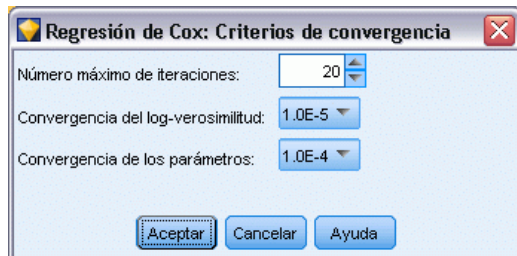 Regresión de Cox: Criterios de convergencia
Número máximo de iteraciones: 20
Convergencia del log-verosimilitud: 1.0E-5
Convergencia de los parámetros: 1.0E-4
Aceptar Cancelar Ayuda